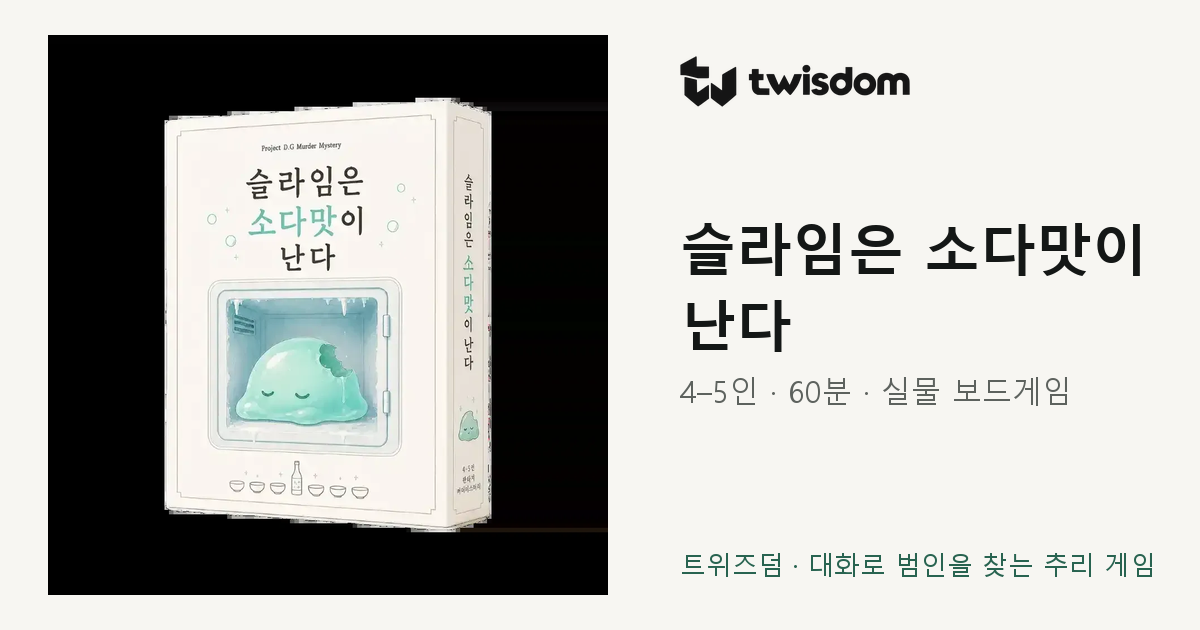 Project D.G Murder Mystery
슬라임은
소다맛이
난다
슬라임은 소다맛이 난다
4-5인
twisdom
슬라임은 소다맛이
난다
4–5인 · 60분 · 실물 보드게임
트위즈덤 · 대화로 범인을 찾는 추리 게임